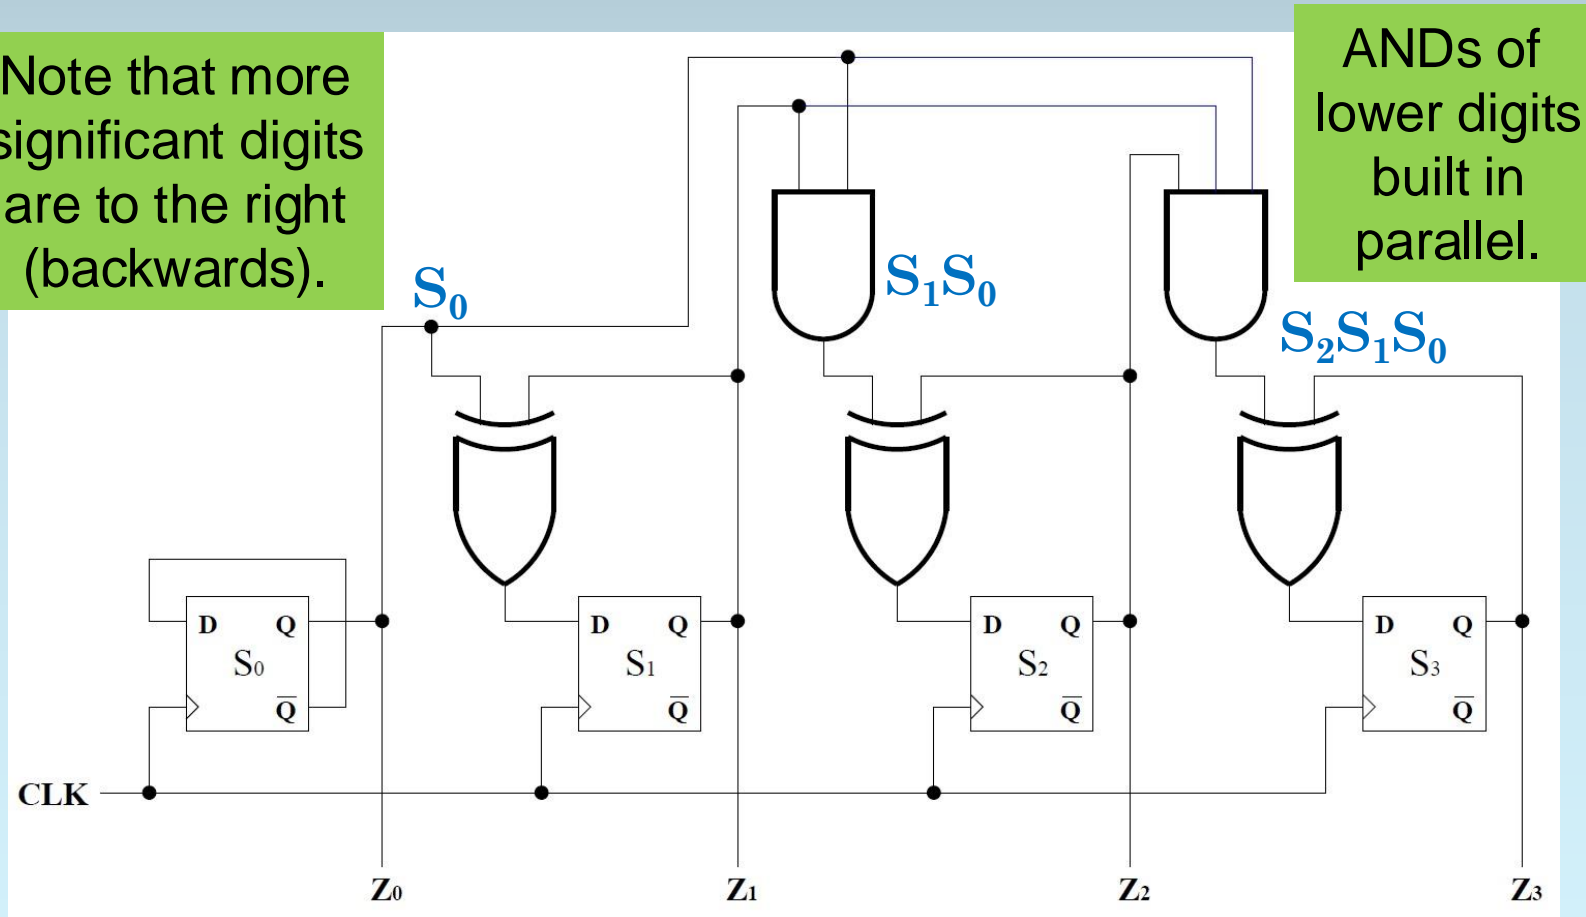 Note that more
significant digits
are to the right
(backwards).
ANDs of
lower digits
built in
parallel.
S₀
S₁S₀
S₂S₁S₀
D Q
S₀
Q̅
D Q
S₁
Q̅
D Q
S₂
Q̅
D Q
S₃
Q̅
CLK
Z₀ Z₁ Z₂ Z₃